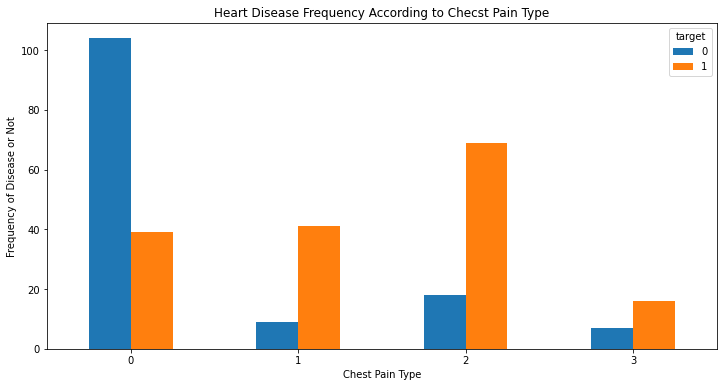 Heart Disease Frequency According to Checst Pain Type
target
0
1
Frequency of Disease or Not
100
80
60
40
20
0
0 1 2 3
Chest Pain Type